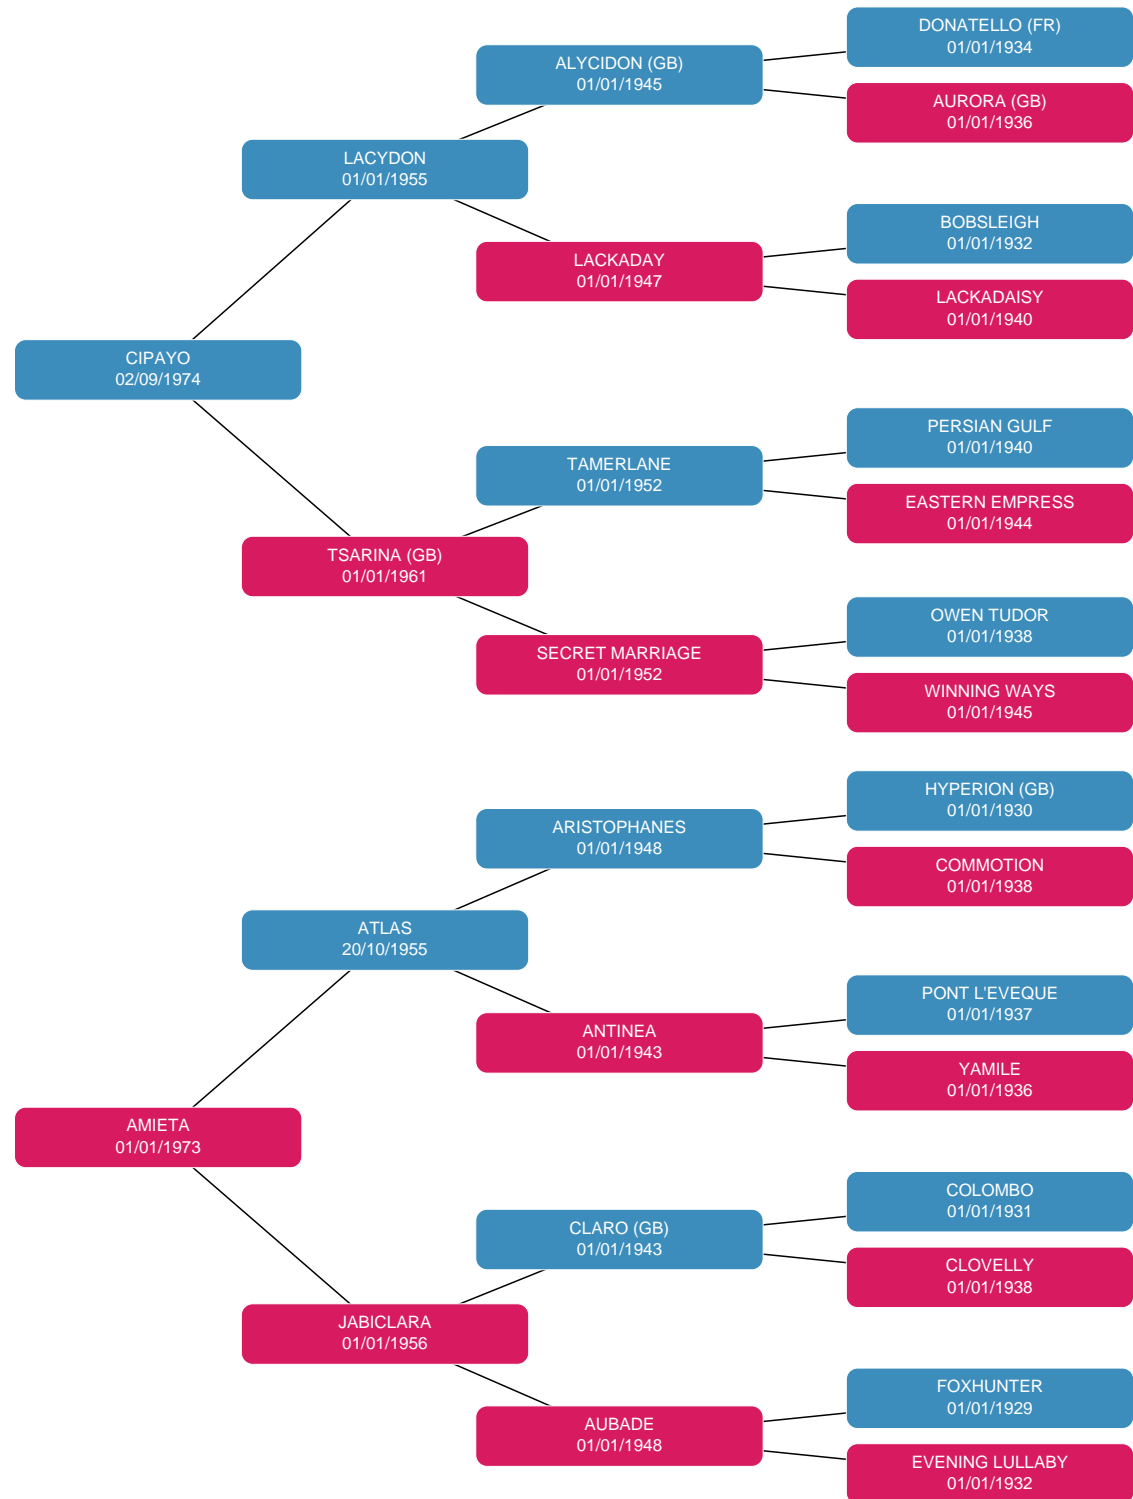 DONATELLO (FR)
01/01/1934
ALYCIDON (GB)
01/01/1945
AURORA (GB)
01/01/1936
LACYDON
01/01/1955
BOBSLEIGH
01/01/1932
LACKADAY
01/01/1947
LACKADAISY
01/01/1940
CIPAYO
02/09/1974
PERSIAN GULF
01/01/1940
TAMERLANE
01/01/1952
EASTERN EMPRESS
01/01/1944
TSARINA (GB)
01/01/1961
OWEN TUDOR
01/01/1938
SECRET MARRIAGE
01/01/1952
WINNING WAYS
01/01/1945
HYPERION (GB)
01/01/1930
ARISTOPHANES
01/01/1948
COMMOTION
01/01/1938
ATLAS
20/10/1955
PONT L'EVEQUE
01/01/1937
ANTINEA
01/01/1943
YAMILE
01/01/1936
AMIETA
01/01/1973
COLOMBO
01/01/1931
CLARO (GB)
01/01/1943
CLOVELLY
01/01/1938
JABICLARA
01/01/1956
FOXHUNTER
01/01/1929
AUBADE
01/01/1948
EVENING LULLABY
01/01/1932